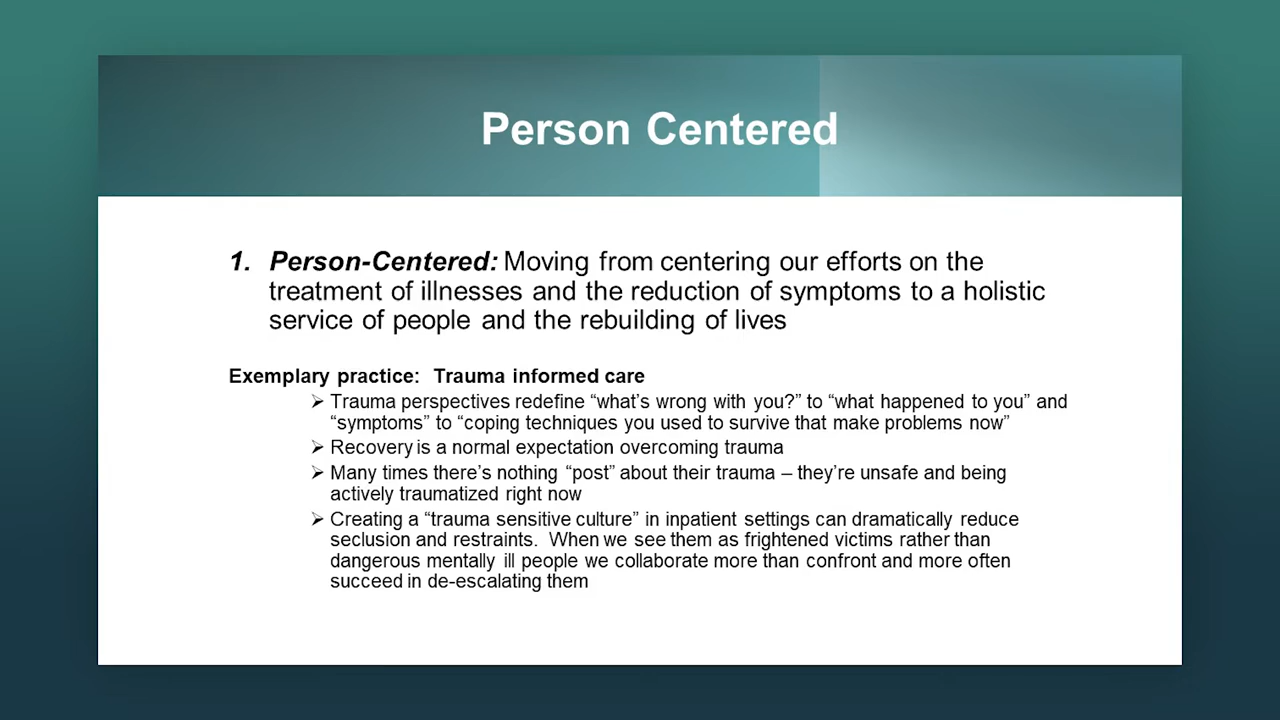 Person Centered
1. Person-Centered: Moving from centering our efforts on the
treatment of illnesses and the reduction of symptoms to a holistic
service of people and the rebuilding of lives
Exemplary practice: Trauma informed care
➢ Trauma perspectives redefine “what’s wrong with you?” to “what happened to you” and
“symptoms” to “coping techniques you used to survive that make problems now”
➢ Recovery is a normal expectation overcoming trauma
➢ Many times there’s nothing “post” about their trauma – they’re unsafe and being
actively traumatized right now
➢ Creating a “trauma sensitive culture” in inpatient settings can dramatically reduce
seclusion and restraints. When we see them as frightened victims rather than
dangerous mentally ill people we collaborate more than confront and more often
succeed in de-escalating them